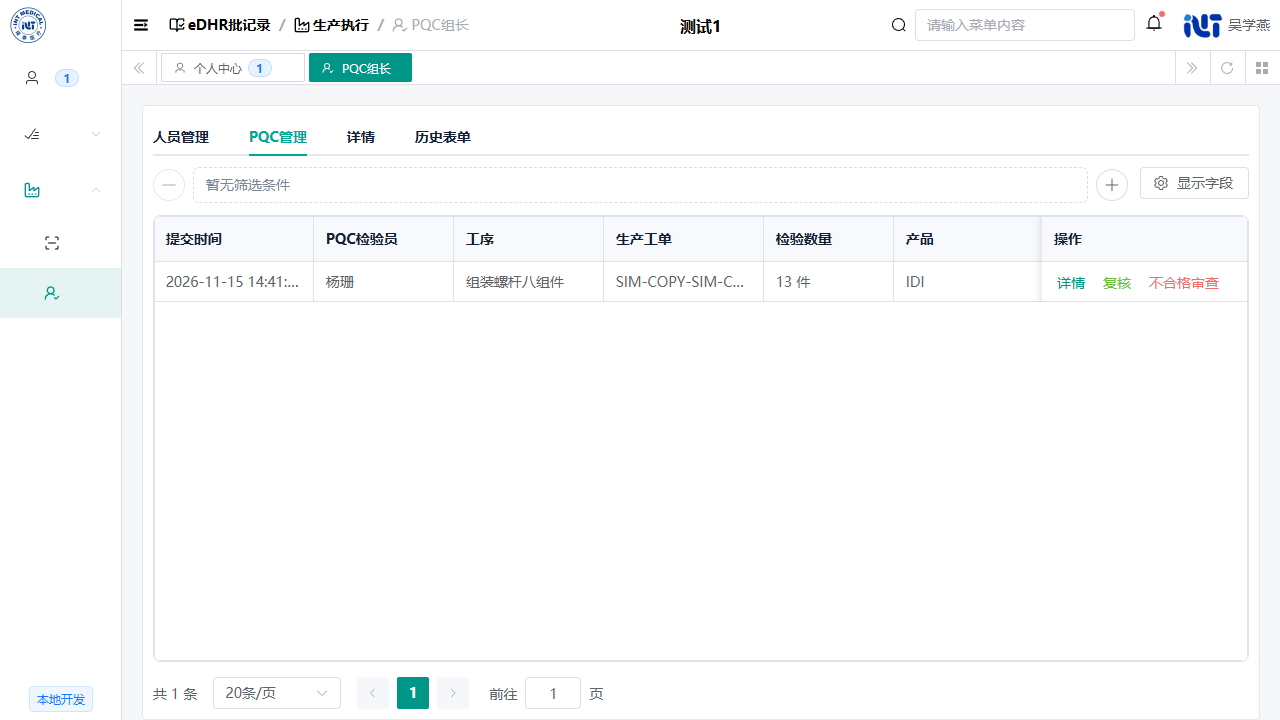 eDHR批记录 / 生产执行 / PQC组长
测试1
请输入菜单内容
吴学燕
1
个人中心 1
PQC组长
人员管理 PQC管理 详情 历史表单
暂无筛选条件
显示字段
提交时间 PQC检验员 工序 生产工单 检验数量 产品 操作
2026-11-15 14:41:... 杨珊 组装螺杆八组件 SIM-COPY-SIM-C... 13 件 IDI 详情 复核 不合格审查
共 1 条 20条/页 1 前往 1 页
本地开发